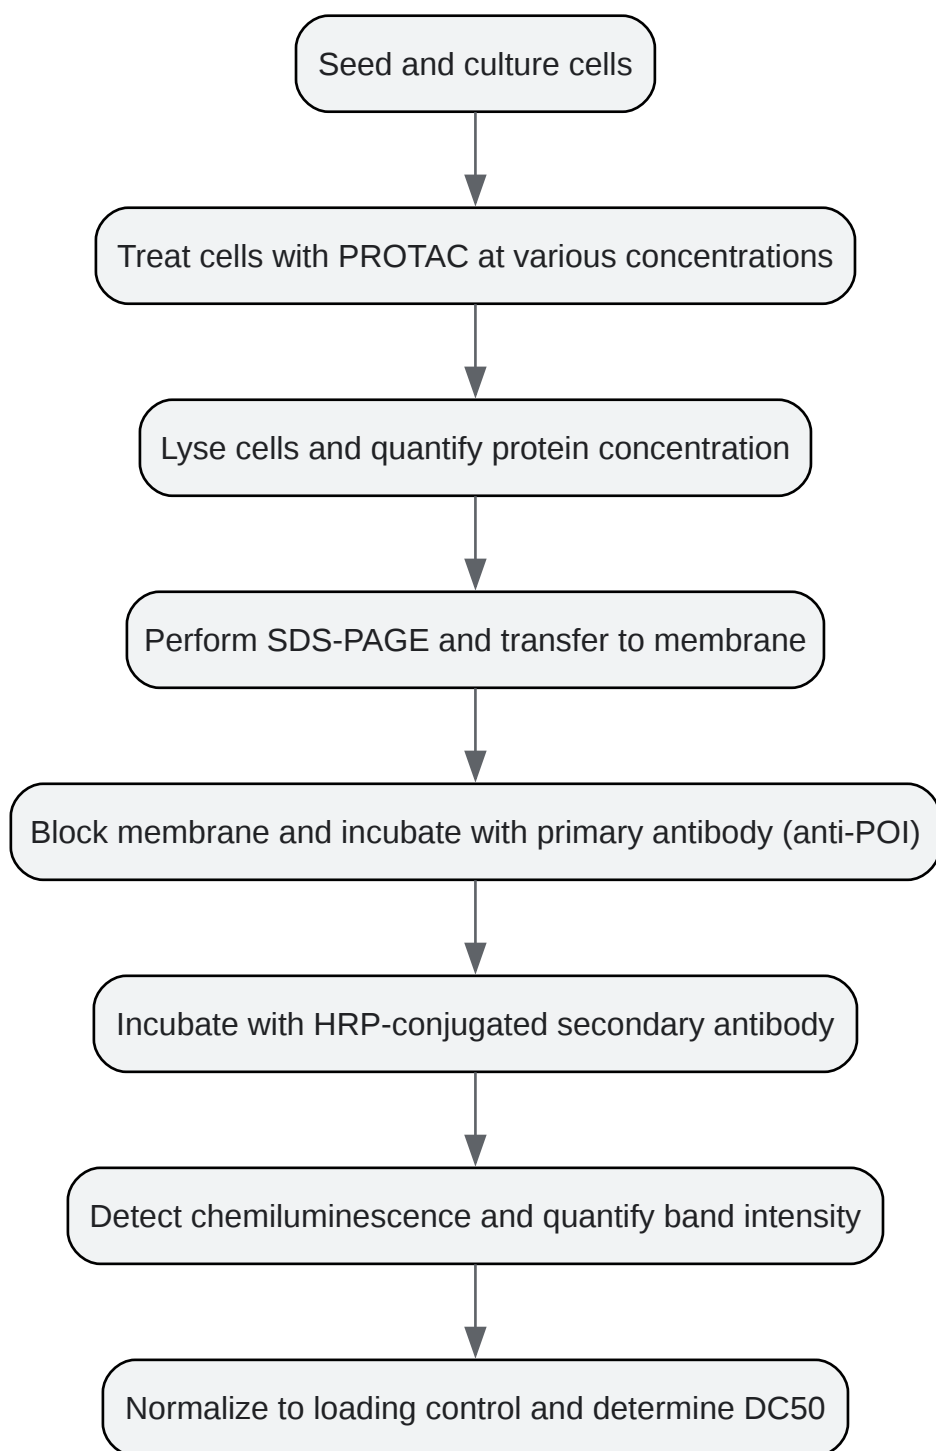 Seed and culture cells
Treat cells with PROTAC at various concentrations
Lyse cells and quantify protein concentration
Perform SDS-PAGE and transfer to membrane
Block membrane and incubate with primary antibody (anti-POI)
Incubate with HRP-conjugated secondary antibody
Detect chemiluminescence and quantify band intensity
Normalize to loading control and determine DC50